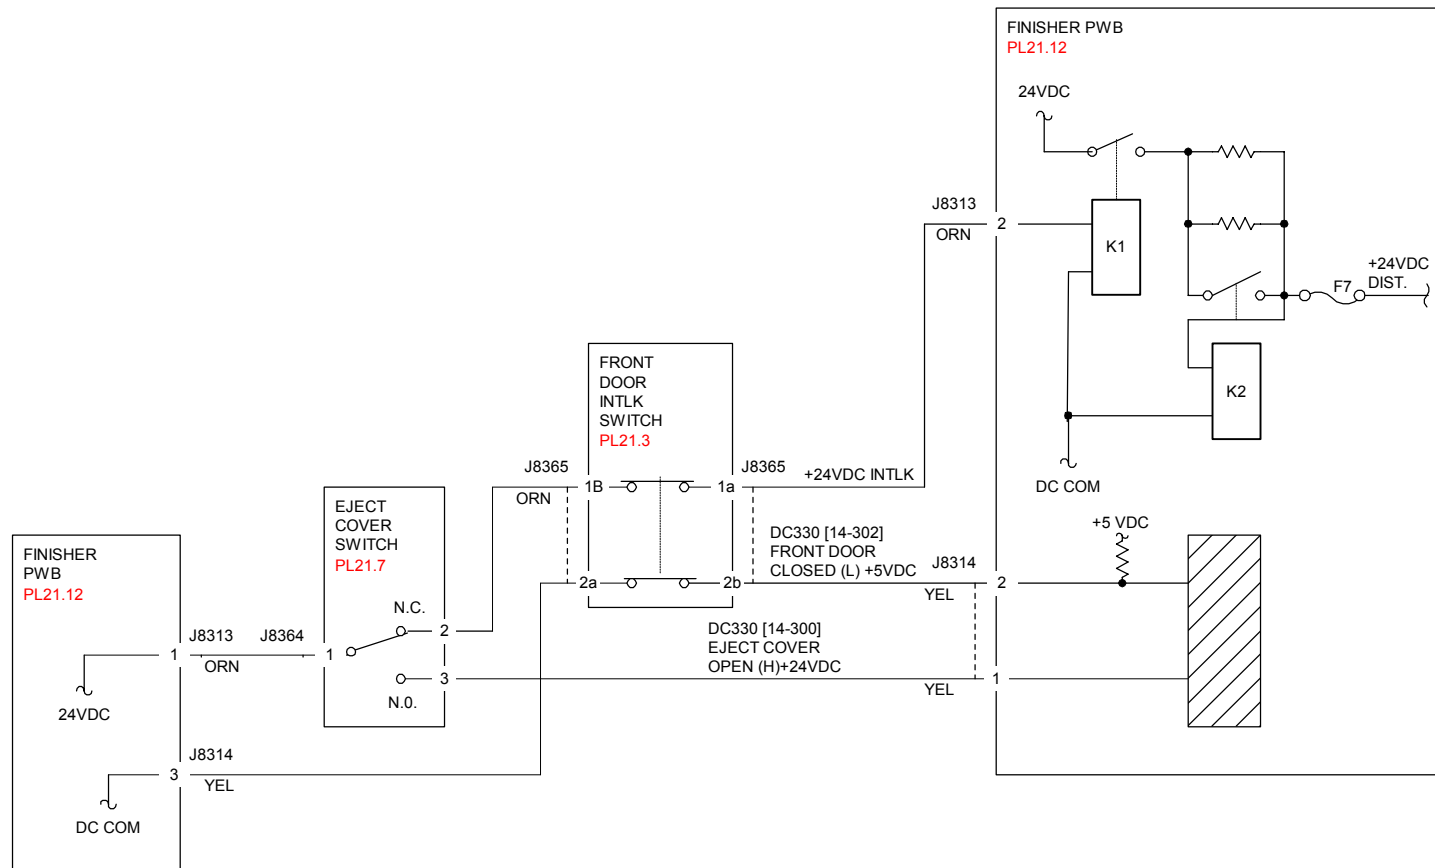 FINISHER PWB
PL21.12
24VDC
J8313
2
ORN
K1
+24VDC
DIST.
F7
K2
DC COM
FRONT
DOOR
INTLK
SWITCH
PL21.3
J8365
1B
ORN
1a
J8365
+24VDC INTLK
2a
2b
DC330 [14-302]
FRONT DOOR
CLOSED (L) +5VDC
J8314
2
YEL
+5 VDC
EJECT
COVER
SWITCH
PL21.7
N.C.
2
1
3
N.0.
DC330 [14-300]
EJECT COVER
OPEN (H)+24VDC
1
YEL
FINISHER
PWB
PL21.12
J8313
J8364
1
ORN
24VDC
J8314
3
YEL
DC COM